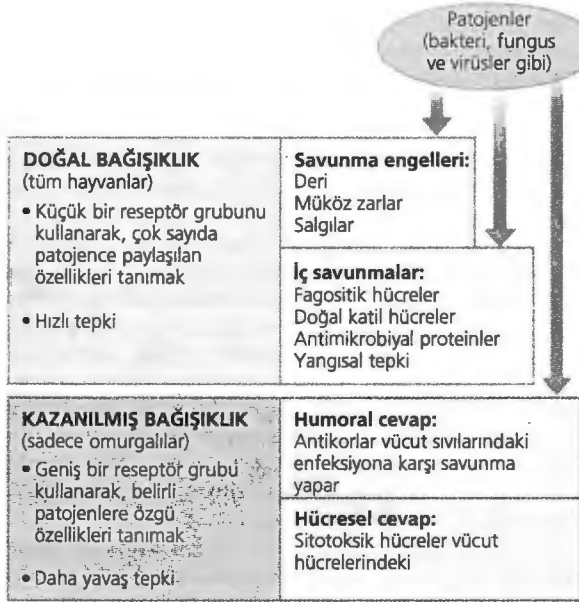 Patojenler
(bakteri, fungus
ve virüsler gibi)
DOĞAL BAĞIŞIKLIK
(tüm hayvanlar)
• Küçük bir reseptör grubunu
kullanarak, çok sayıda
patojence paylaşılan
özellikleri tanımak
• Hızlı tepki
Savunma engelleri:
Deri
Müköz zarlar
Salgılar
İç savunmalar:
Fagositik hücreler
Doğal katil hücreler
Antimikrobiyal proteinler
Yangısal tepki
KAZANILMIŞ BAĞIŞIKLIK
(sadece omurgalılar)
• Geniş bir reseptör grubu
kullanarak, belirli
patojenlere özgü
özellikleri tanımak
• Daha yavaş tepki
Humoral cevap:
Antikorlar vücut sıvılarındaki
enfeksiyona karşı savunma
yapar
Hücresel cevap:
Sitotoksik hücreler vücut
hücrelerindeki